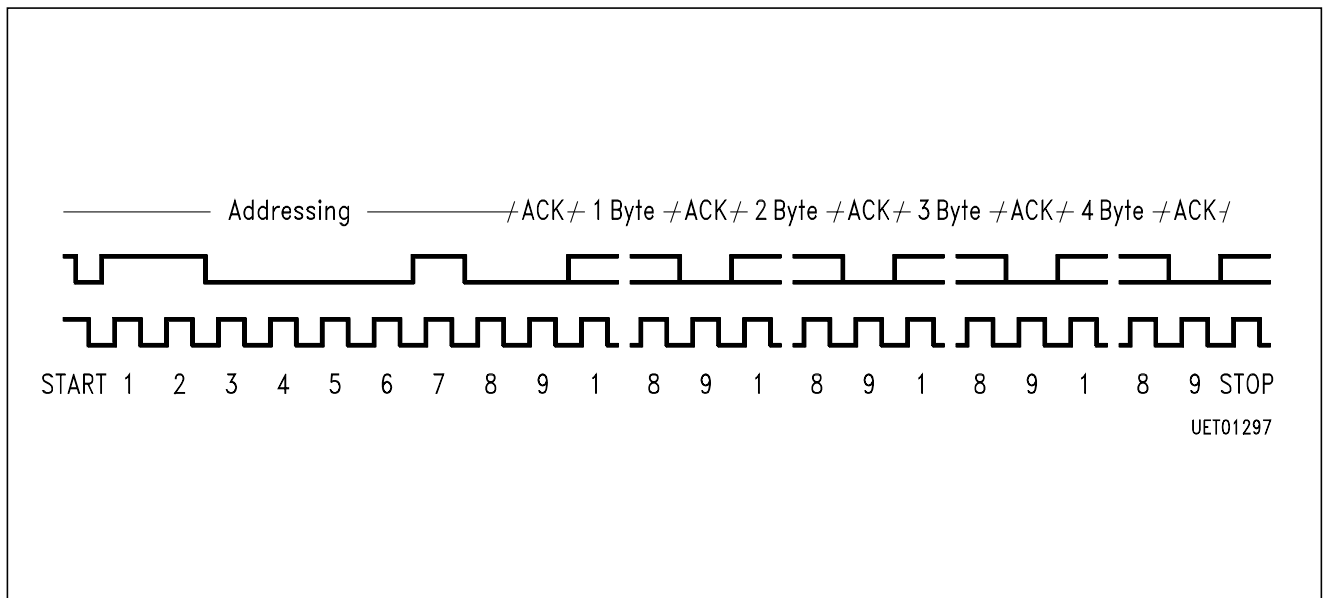 Addressing / ACK / 1 Byte / ACK / 2 Byte / ACK / 3 Byte / ACK / 4 Byte / ACK /
START 1 2 3 4 5 6 7 8 9 1 8 9 1 8 9 1 8 9 1 8 9 STOP
UET01297